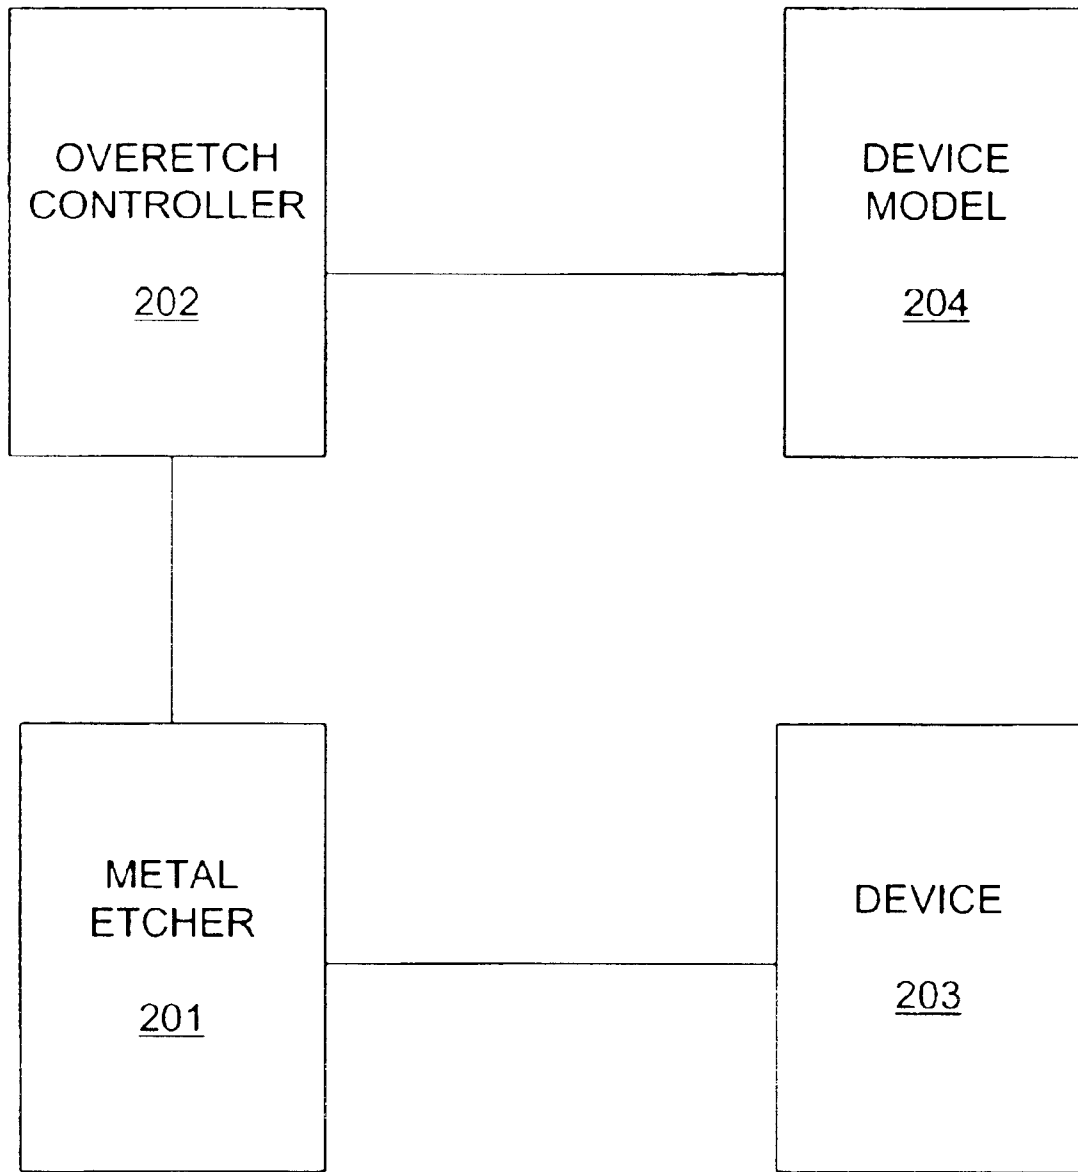 OVERETCH
CONTROLLER
202
DEVICE
MODEL
204
METAL
ETCHER
201
DEVICE
203